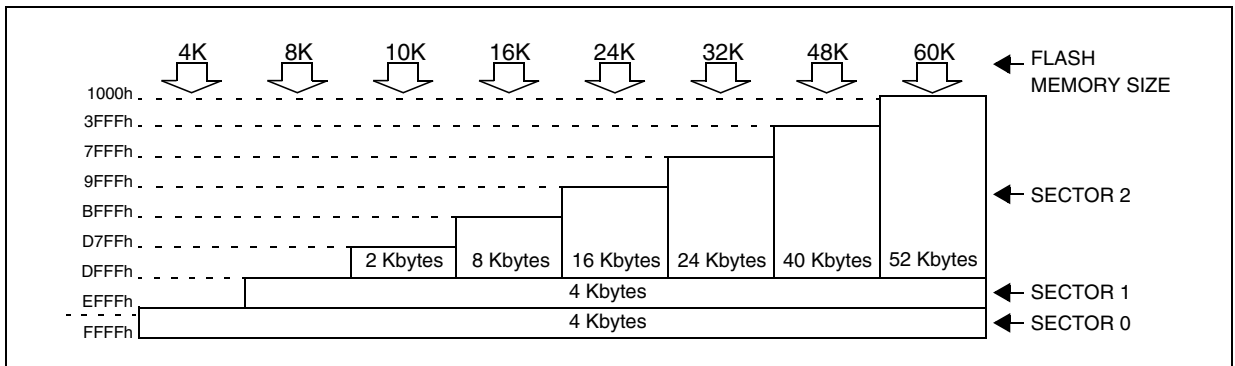 4K 8K 10K 16K 24K 32K 48K 60K
FLASH
MEMORY SIZE
1000h
3FFFh
7FFFh
9FFFh
SECTOR 2
BFFFh
D7FFh
2 Kbytes 8 Kbytes 16 Kbytes 24 Kbytes 40 Kbytes 52 Kbytes
DFFFh
4 Kbytes
SECTOR 1
EFFFh
4 Kbytes
SECTOR 0
FFFFh